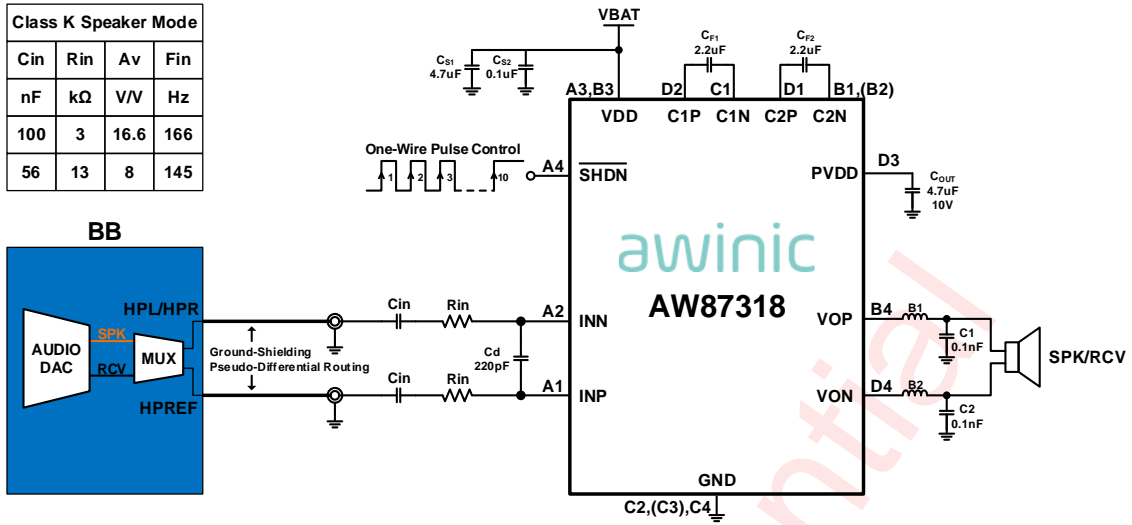 Class K Speaker Mode
Cin Rin Av Fin
nF kΩ V/V Hz
100 3 16.6 166
56 13 8 145
VBAT
CS1
4.7uF
CS2
0.1uF
CF1
2.2uF
CF2
2.2uF
A3,B3 D2 C1 D1 B1,(B2)
VDD C1P C1N C2P C2N
One-Wire Pulse Control
1 2 3 10
A4
SHDN
PVDD
D3
COUT
4.7uF
10V
awinic
AW87318
BB
AUDIO
DAC
SPK
RCV
MUX
HPL/HPR
HPREF
Ground-Shielding
Pseudo-Differential Routing
Cin Rin
Cin Rin
Cd
220pF
A2
INN
A1
INP
VOP
B4
B1
C1
0.1nF
VON
D4
B2
C2
0.1nF
SPK/RCV
GND
C2,(C3),C4
ntial